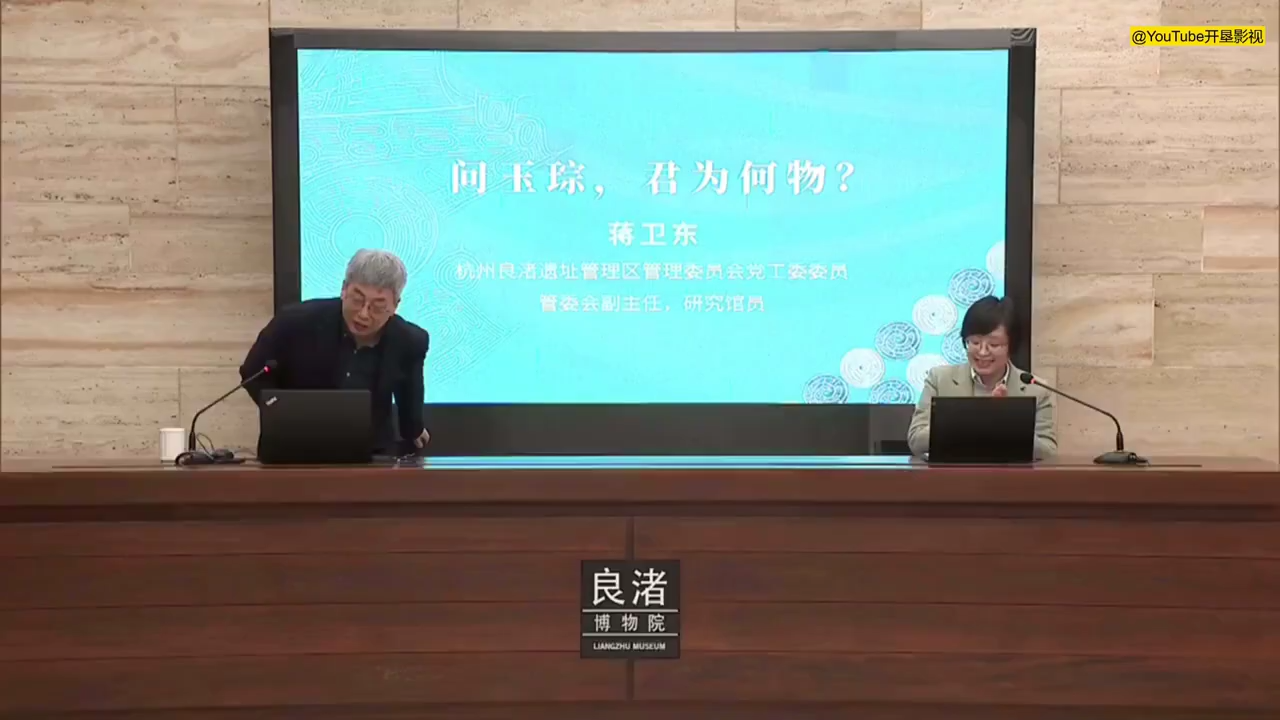 @YouTube开垦影视
问玉琮，君为何物？
蒋卫东
杭州良渚遗址管理区管理委员会党工委委员
管委会副主任，研究馆员
良渚
博物院
LIANGZHU MUSEUM